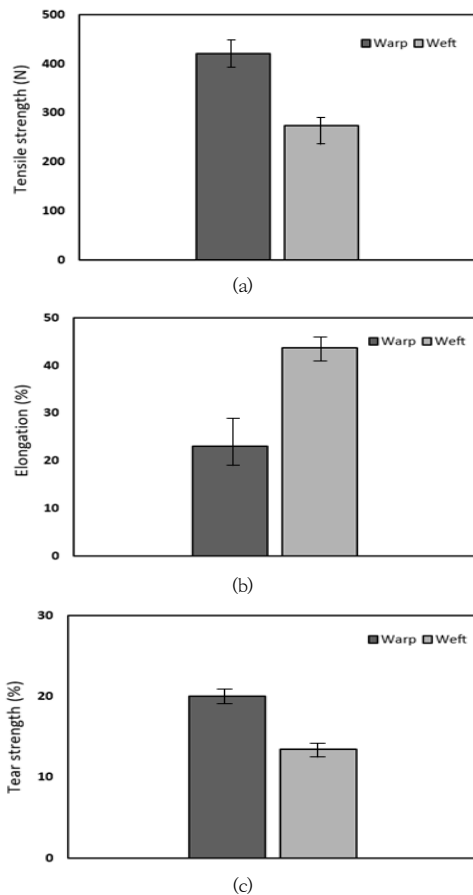 500
400
300
200
100
0
Tensile strength (N)
Warp Weft
(a)
50
40
30
20
10
0
Elongation (%)
Warp Weft
(b)
30
20
10
0
Tear strength (%)
Warp Weft
(c)